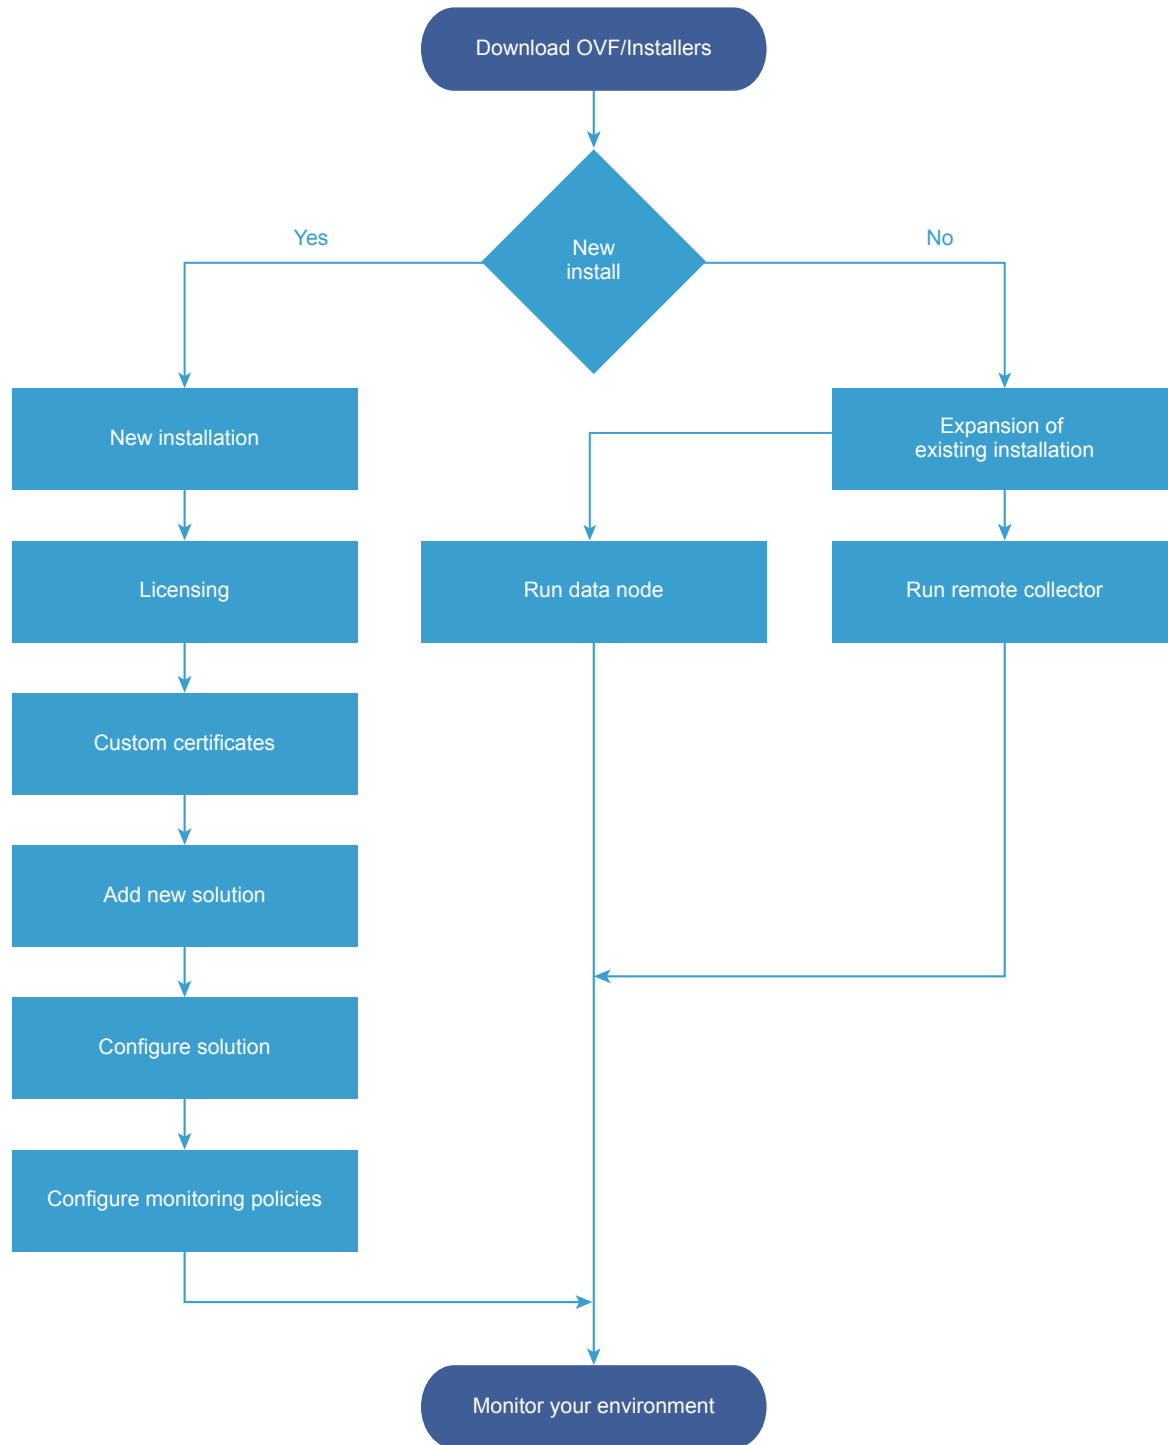 Download OVF/Installers
New
install
Yes
No
New installation
Expansion of
existing installation
Licensing
Run data node
Run remote collector
Custom certificates
Add new solution
Configure solution
Configure monitoring policies
Monitor your environment